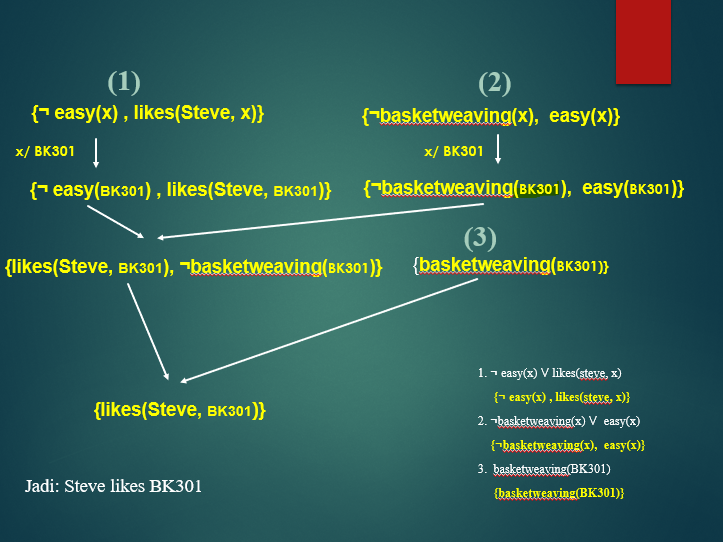 (1)
(2)
{¬ easy(x) , likes(Steve, x)}
{¬basketweaving(x), easy(x)}
x/ BK301
x/ BK301
{¬ easy(BK301) , likes(Steve, BK301)}
{¬basketweaving(BK301), easy(BK301)}
(3)
{likes(Steve, BK301), ¬basketweaving(BK301)}
{basketweaving(BK301)}
{likes(Steve, BK301)}
1. ¬ easy(x) V likes(steve, x)
{¬ easy(x) , likes(steve, x)}
2. ¬basketweaving(x) V easy(x)
{¬basketweaving(x), easy(x)}
3. basketweaving(BK301)
{basketweaving(BK301)}
Jadi: Steve likes BK301